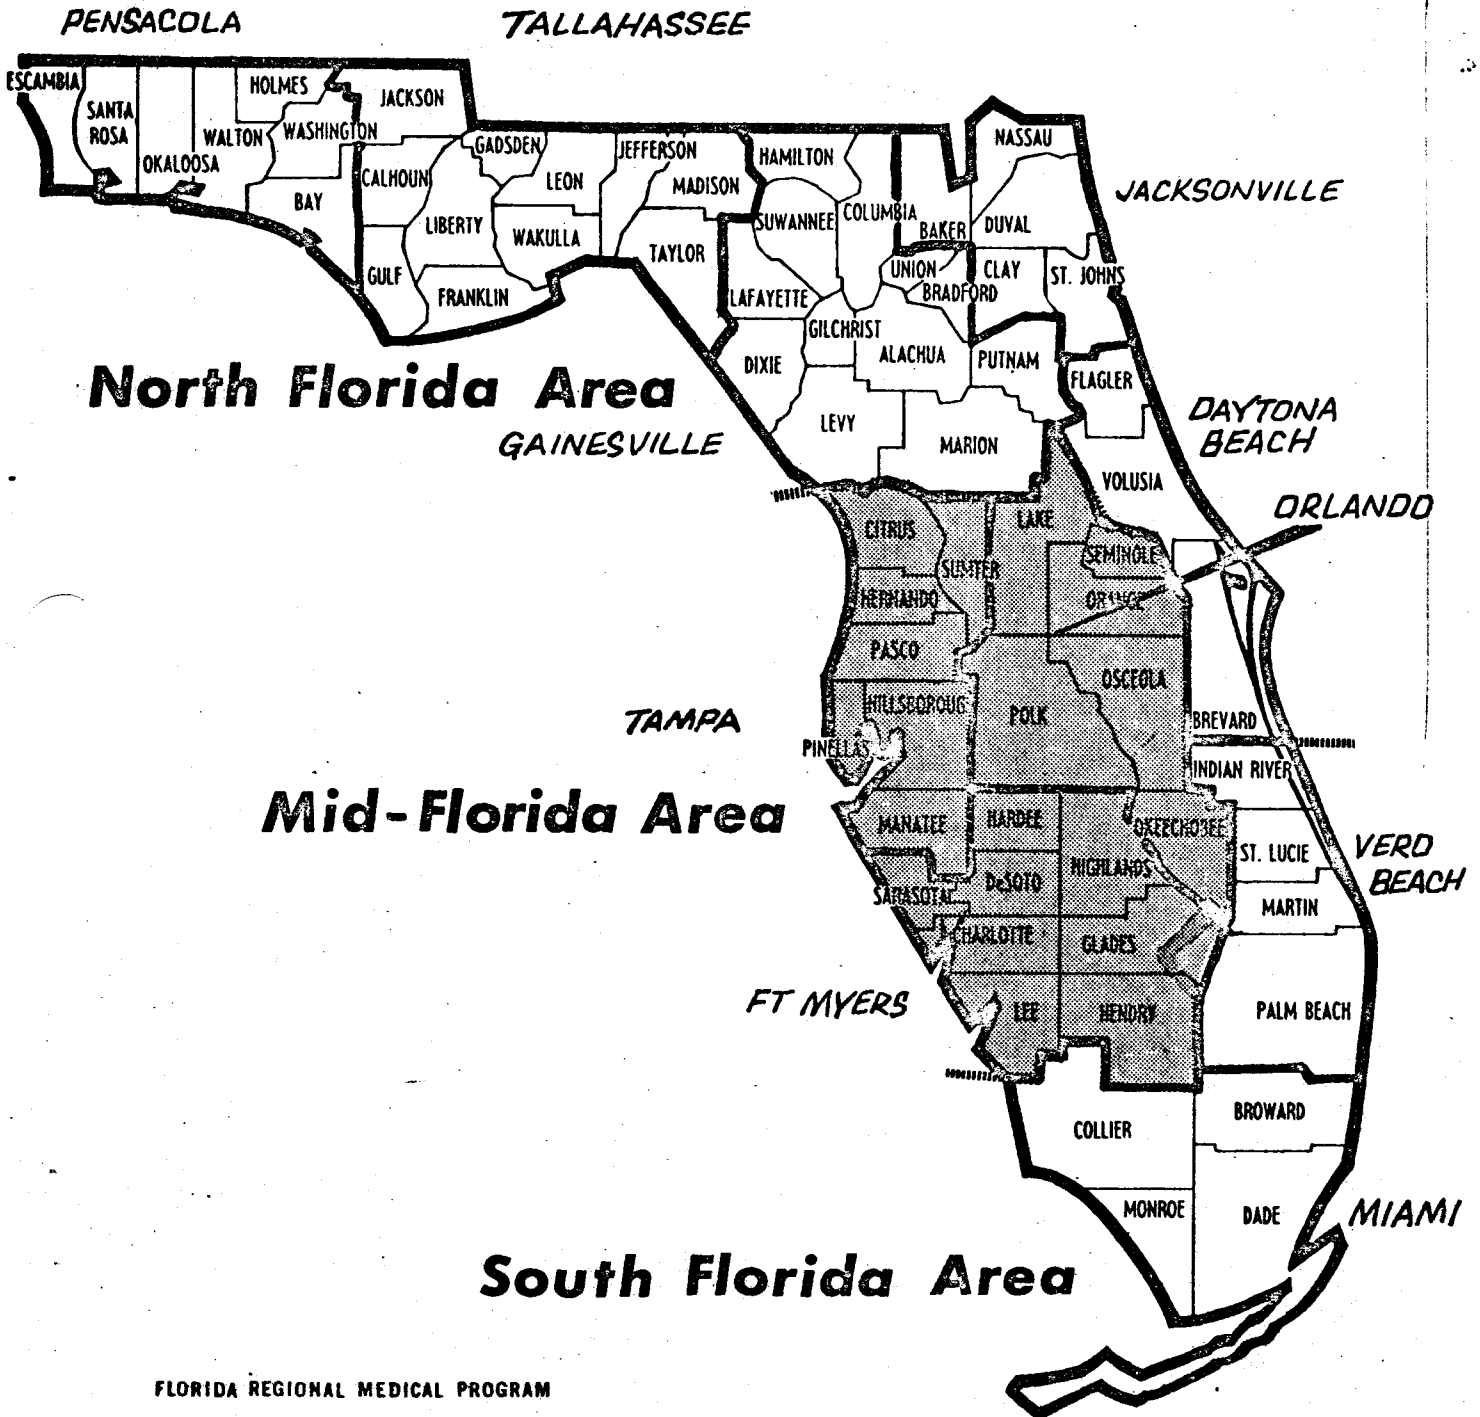 PENSACOLA
TALLAHASSEE
ESCAMBIA
SANTA
ROSA
OKALOOSA
WALTON
HOLMES
WASHINGTON
BAY
JACKSON
CALHOUN
GULF
LIBERTY
GADSDEN
FRANKLIN
LEON
WAKULLA
JEFFERSON
MADISON
TAYLOR
HAMILTON
SUWANNEE
LAFAYETTE
DIXIE
COLUMBIA
GILCHRIST
BAKER
UNION
BRADFORD
ALACHUA
LEVY
MARION
NASSAU
DUVAL
CLAY
ST. JOHNS
PUTNAM
FLAGLER
VOLUSIA
JACKSONVILLE
North Florida Area
GAINESVILLE
DAYTONA
BEACH
ORLANDO
CITRUS
SUMTER
LAKE
SEMINOLE
ORANGE
HERNANDO
PASCO
HILLSBOROUG
PINELLAS
POLK
OSCEOLA
BREVARD
INDIAN RIVER
TAMPA
Mid-Florida Area
MANATEE
HARDEE
OKEECHOBEE
HIGHLANDS
ST. LUCIE
VERO
BEACH
SARASOTA
DeSOTO
MARTIN
CHARLOTTE
GLADES
FT MYERS
LEE
HENDRY
PALM BEACH
COLLIER
BROWARD
MONROE
DADE
MIAMI
South Florida Area
FLORIDA REGIONAL MEDICAL PROGRAM